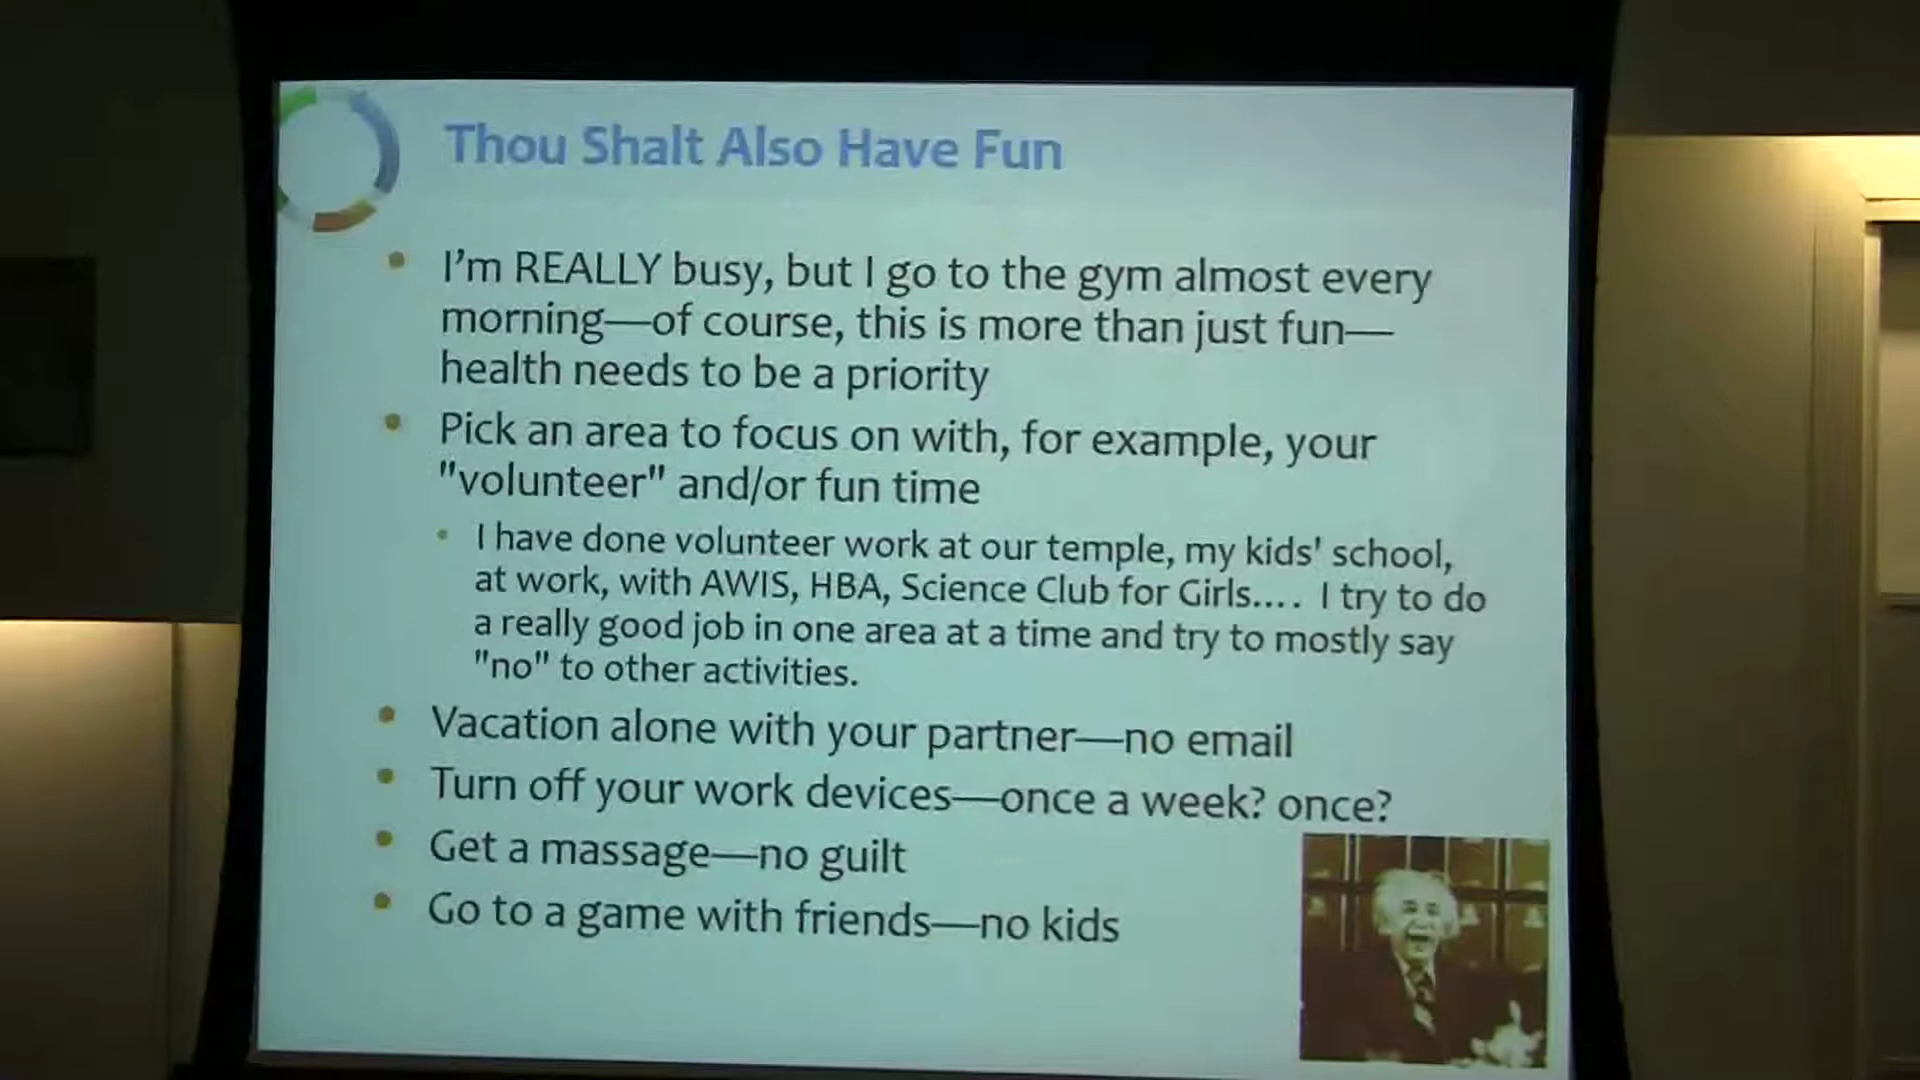 Thou Shalt Also Have Fun
I'm REALLY busy, but I go to the gym almost every
morning—of course, this is more than just fun—
health needs to be a priority
Pick an area to focus on with, for example, your
"volunteer" and/or fun time
I have done volunteer work at our temple, my kids' school,
at work, with AWIS, HBA, Science Club for Girls.... I try to do
a really good job in one area at a time and try to mostly say
"no" to other activities.
Vacation alone with your partner—no email
Turn off your work devices—once a week? once?
Get a massage—no guilt
Go to a game with friends—no kids